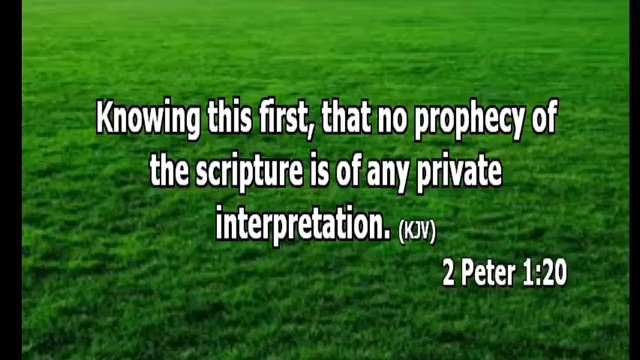 Knowing this first, that no prophecy of
the scripture is of any private
interpretation. (KJV)
2 Peter 1:20